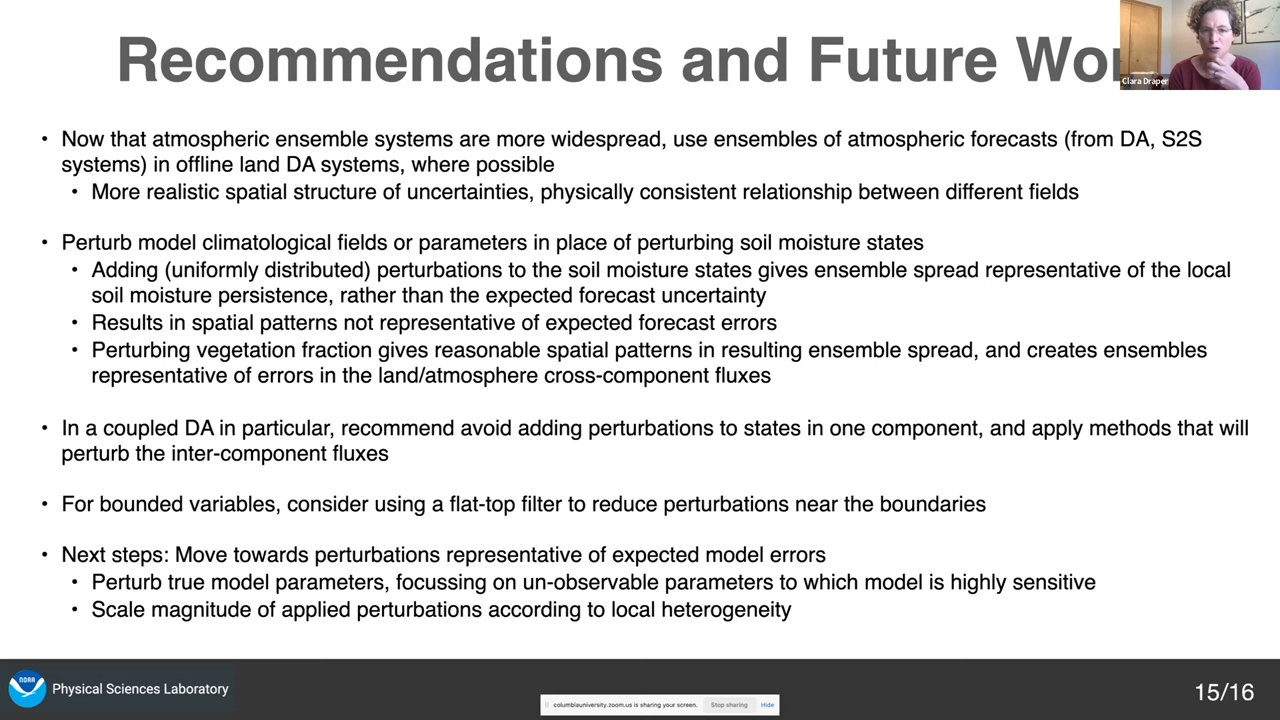 Recommendations and Future Wor
Clara Draper
• Now that atmospheric ensemble systems are more widespread, use ensembles of atmospheric forecasts (from DA, S2S
systems) in offline land DA systems, where possible
• More realistic spatial structure of uncertainties, physically consistent relationship between different fields
• Perturb model climatological fields or parameters in place of perturbing soil moisture states
• Adding (uniformly distributed) perturbations to the soil moisture states gives ensemble spread representative of the local
soil moisture persistence, rather than the expected forecast uncertainty
• Results in spatial patterns not representative of expected forecast errors
• Perturbing vegetation fraction gives reasonable spatial patterns in resulting ensemble spread, and creates ensembles
representative of errors in the land/atmosphere cross-component fluxes
• In a coupled DA in particular, recommend avoid adding perturbations to states in one component, and apply methods that will
perturb the inter-component fluxes
• For bounded variables, consider using a flat-top filter to reduce perturbations near the boundaries
• Next steps: Move towards perturbations representative of expected model errors
• Perturb true model parameters, focussing on un-observable parameters to which model is highly sensitive
• Scale magnitude of applied perturbations according to local heterogeneity
NOAA
Physical Sciences Laboratory
columbiauniversity.zoom.us is sharing your screen.
Stop sharing
Hide
15/16